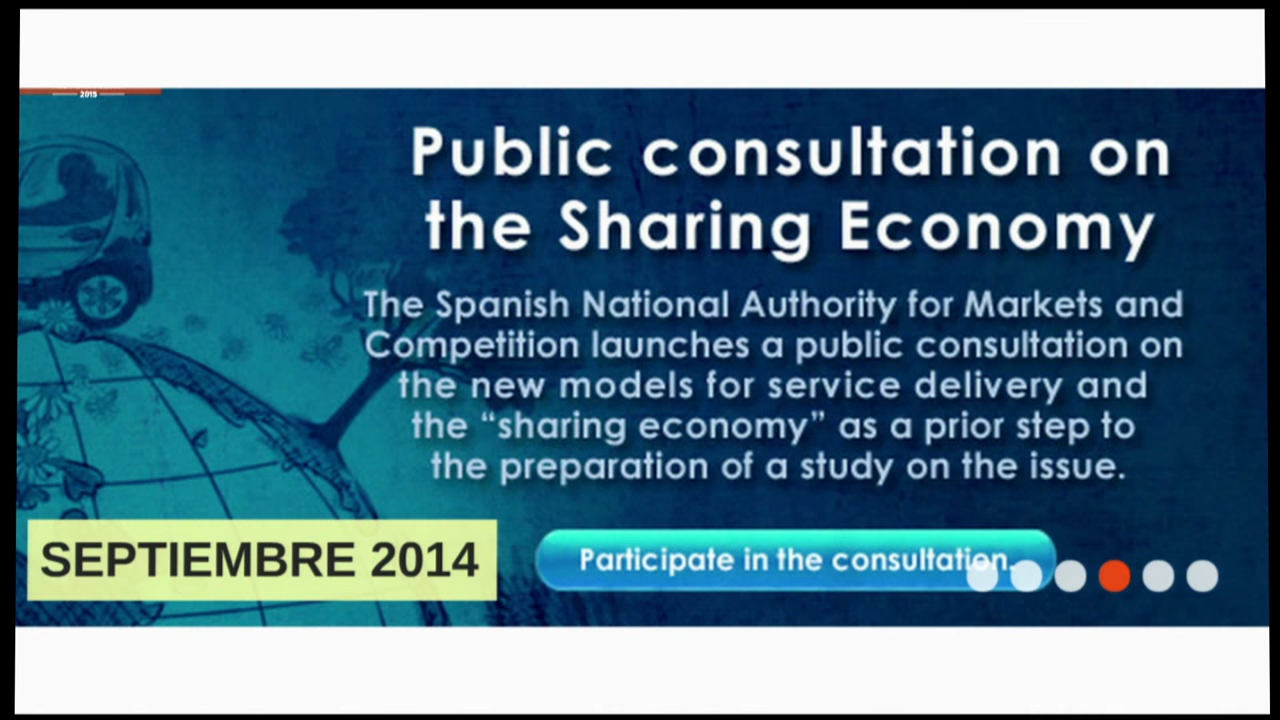 2015
Public consultation on
the Sharing Economy
The Spanish National Authority for Markets and
Competition launches a public consultation on
the new models for service delivery and
the “sharing economy” as a prior step to
the preparation of a study on the issue.
SEPTIEMBRE 2014
Participate in the consultation.